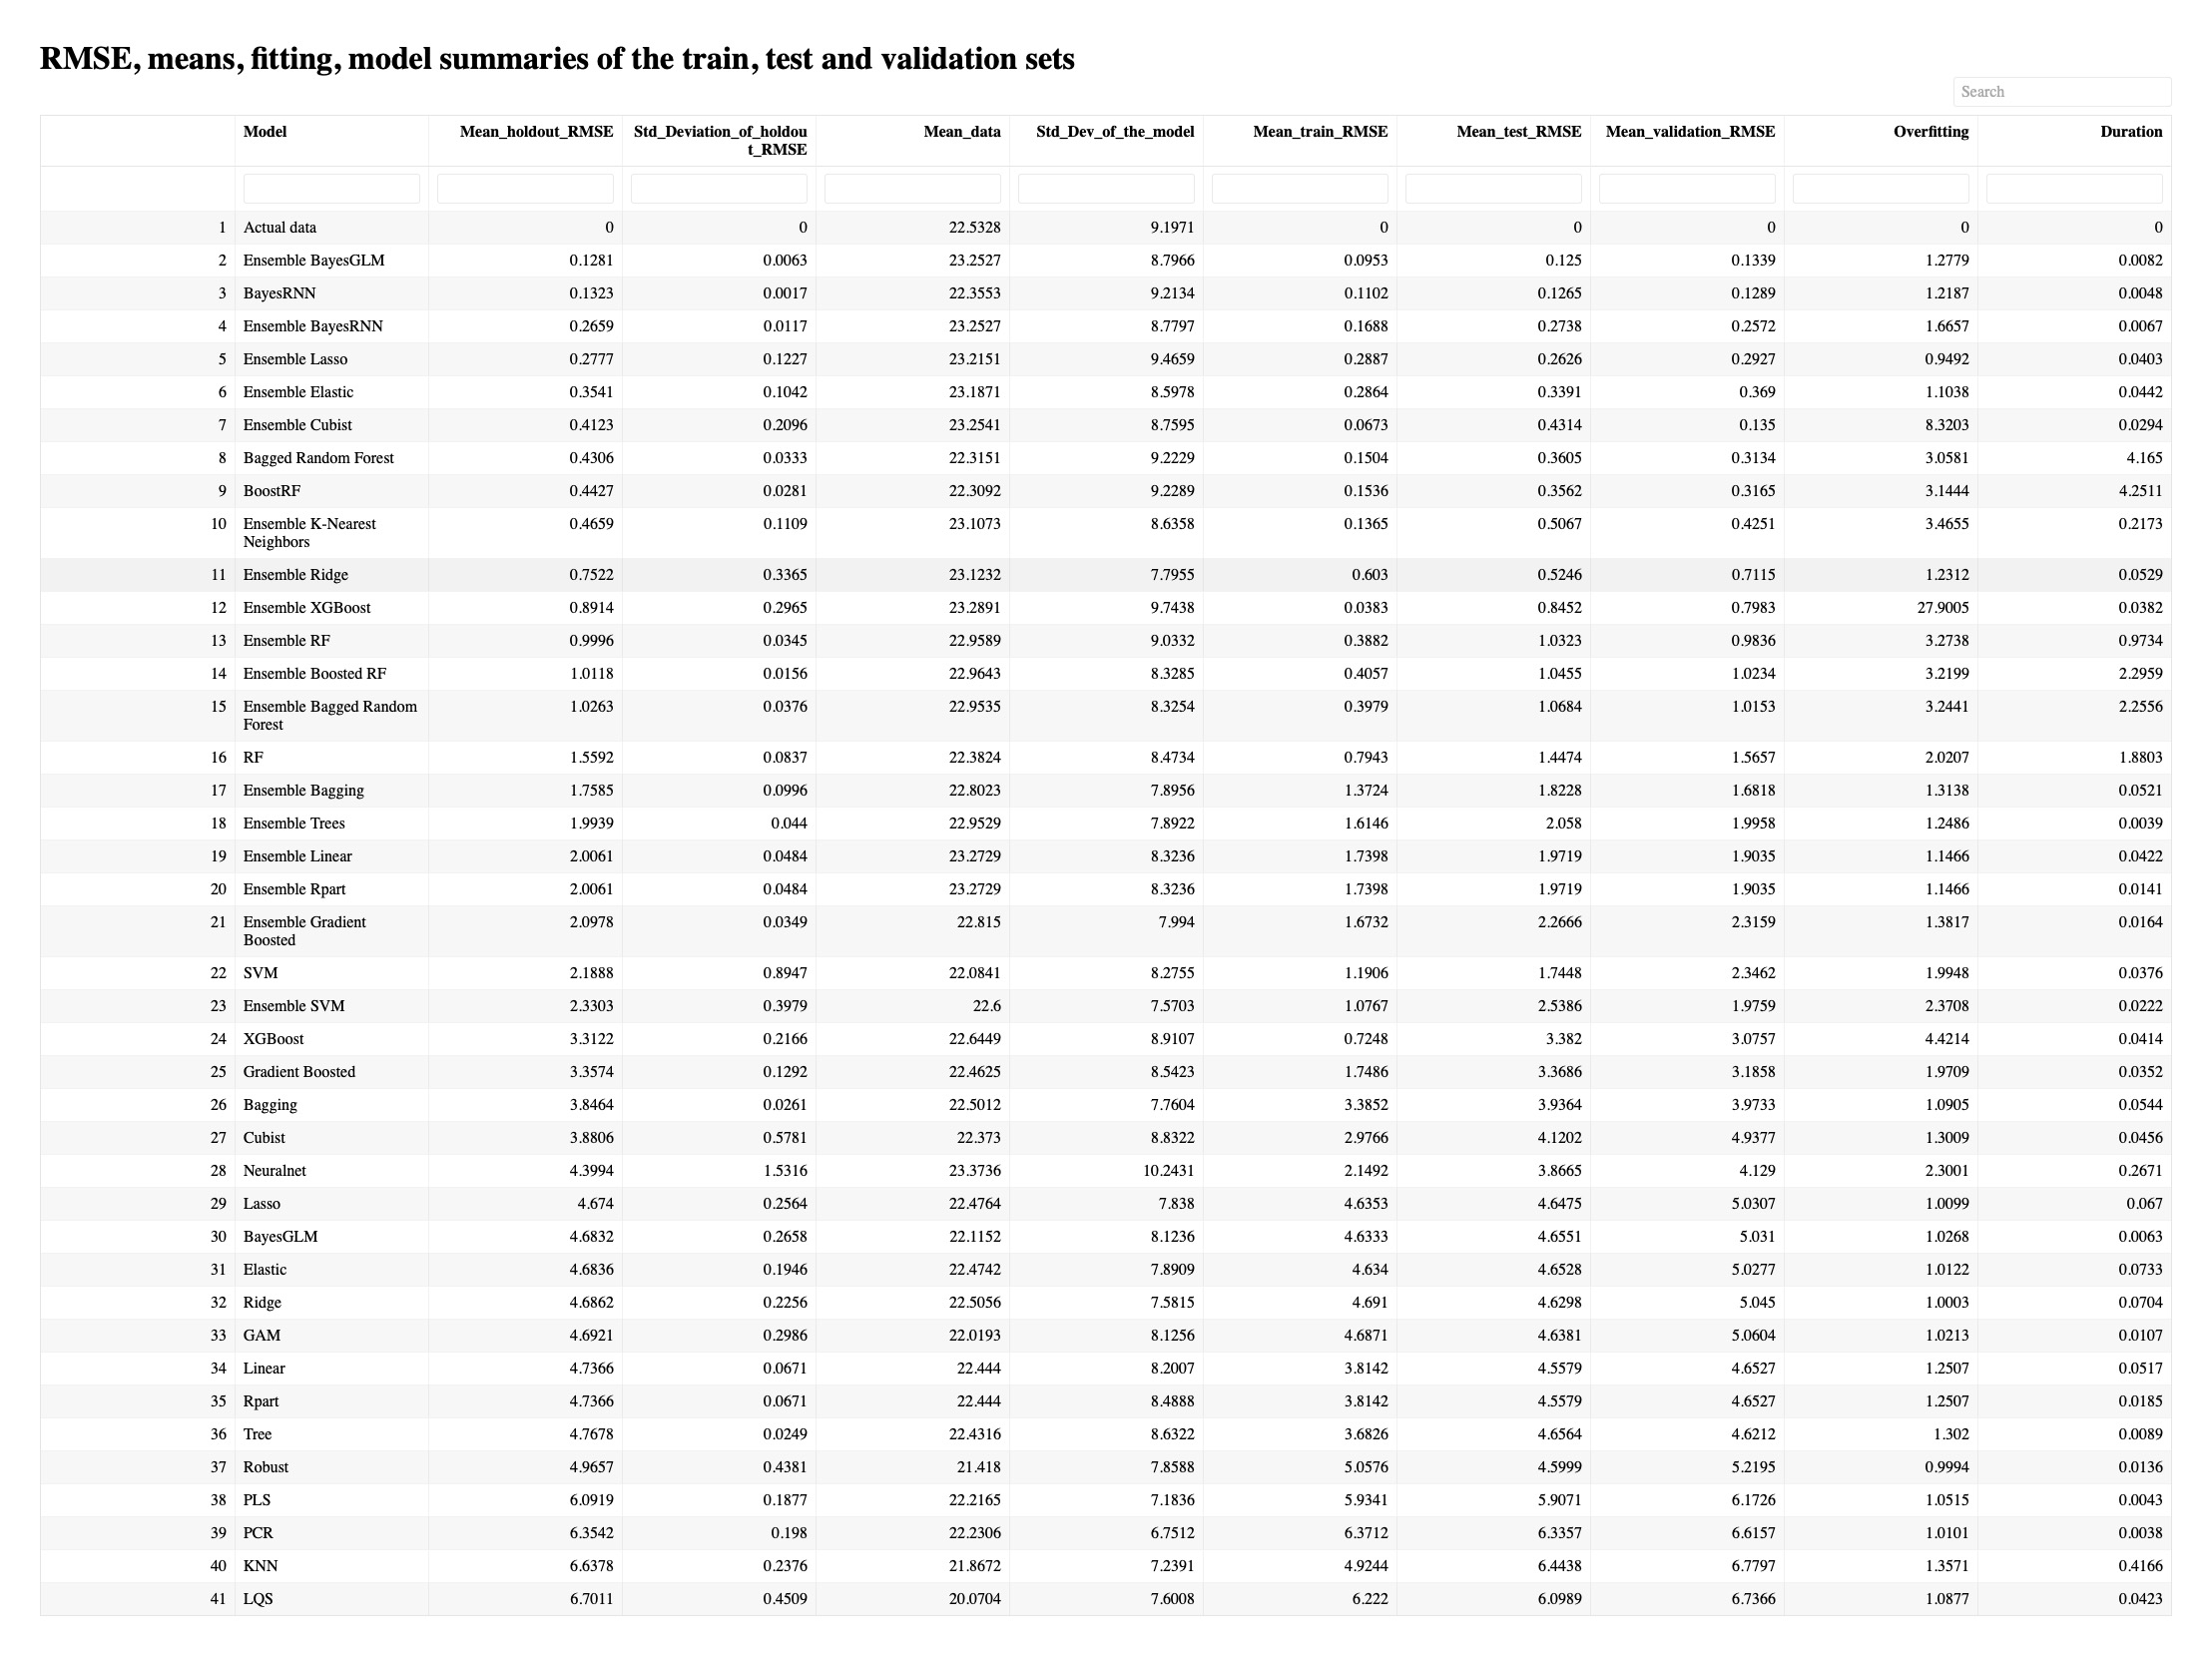 RMSE, means, fitting, model summaries of the train, test and validation sets
Search
Model Mean_holdout_RMSE Std_Deviation_of_holdou Mean_data Std_Dev_of_the_model Mean_train_RMSE Mean_test_RMSE Mean_validation_RMSE Overfitting Duration
t_RMSE
1 Actual data 0 0 22.5328 9.1971 0 0 0 0 0
2 Ensemble BayesGLM 0.1281 0.0063 23.2527 8.7966 0.0953 0.125 0.1339 1.2779 0.0082
3 BayesRNN 0.1323 0.0017 22.3553 9.2134 0.1102 0.1265 0.1289 1.2187 0.0048
4 Ensemble BayesRNN 0.2659 0.0117 23.2527 8.7797 0.1688 0.2738 0.2572 1.6657 0.0067
5 Ensemble Lasso 0.2777 0.1227 23.2151 9.4659 0.2887 0.2626 0.2927 0.9492 0.0403
6 Ensemble Elastic 0.3541 0.1042 23.1871 8.5978 0.2864 0.3391 0.369 1.1038 0.0442
7 Ensemble Cubist 0.4123 0.2096 23.2541 8.7595 0.0673 0.4314 0.135 8.3203 0.0294
8 Bagged Random Forest 0.4306 0.0333 22.3151 9.2229 0.1504 0.3605 0.3134 3.0581 4.165
9 BoostRF 0.4427 0.0281 22.3092 9.2289 0.1536 0.3562 0.3165 3.1444 4.2511
10 Ensemble K-Nearest 0.4659 0.1109 23.1073 8.6358 0.1365 0.5067 0.4251 3.4655 0.2173
Neighbors
11 Ensemble Ridge 0.7522 0.3365 23.1232 7.7955 0.603 0.5246 0.7115 1.2312 0.0529
12 Ensemble XGBoost 0.8914 0.2965 23.2891 9.7438 0.0383 0.8452 0.7983 27.9005 0.0382
13 Ensemble RF 0.9996 0.0345 22.9589 9.0332 0.3882 1.0323 0.9836 3.2738 0.9734
14 Ensemble Boosted RF 1.0118 0.0156 22.9643 8.3285 0.4057 1.0455 1.0234 3.2199 2.2959
15 Ensemble Bagged Random 1.0263 0.0376 22.9535 8.3254 0.3979 1.0684 1.0153 3.2441 2.2556
Forest
16 RF 1.5592 0.0837 22.3824 8.4734 0.7943 1.4474 1.5657 2.0207 1.8803
17 Ensemble Bagging 1.7585 0.0996 22.8023 7.8956 1.3724 1.8228 1.6818 1.3138 0.0521
18 Ensemble Trees 1.9939 0.044 22.9529 7.8922 1.6146 2.058 1.9958 1.2486 0.0039
19 Ensemble Linear 2.0061 0.0484 23.2729 8.3236 1.7398 1.9719 1.9035 1.1466 0.0422
20 Ensemble Rpart 2.0061 0.0484 23.2729 8.3236 1.7398 1.9719 1.9035 1.1466 0.0141
21 Ensemble Gradient 2.0978 0.0349 22.815 7.994 1.6732 2.2666 2.3159 1.3817 0.0164
Boosted
22 SVM 2.1888 0.8947 22.0841 8.2755 1.1906 1.7448 2.3462 1.9948 0.0376
23 Ensemble SVM 2.3303 0.3979 22.6 7.5703 1.0767 2.5386 1.9759 2.3708 0.0222
24 XGBoost 3.3122 0.2166 22.6449 8.9107 0.7248 3.382 3.0757 4.4214 0.0414
25 Gradient Boosted 3.3574 0.1292 22.4625 8.5423 1.7486 3.3686 3.1858 1.9709 0.0352
26 Bagging 3.8464 0.0261 22.5012 7.7604 3.3852 3.9364 3.9733 1.0905 0.0544
27 Cubist 3.8806 0.5781 22.373 8.8322 2.9766 4.1202 4.9377 1.3009 0.0456
28 Neuralnet 4.3994 1.5316 23.3736 10.2431 2.1492 3.8665 4.129 2.3001 0.2671
29 Lasso 4.674 0.2564 22.4764 7.838 4.6353 4.6475 5.0307 1.0099 0.067
30 BayesGLM 4.6832 0.2658 22.1152 8.1236 4.6333 4.6551 5.031 1.0268 0.0063
31 Elastic 4.6836 0.1946 22.4742 7.8909 4.634 4.6528 5.0277 1.0122 0.0733
32 Ridge 4.6862 0.2256 22.5056 7.5815 4.691 4.6298 5.045 1.0003 0.0704
33 GAM 4.6921 0.2986 22.0193 8.1256 4.6871 4.6381 5.0604 1.0213 0.0107
34 Linear 4.7366 0.0671 22.444 8.2007 3.8142 4.5579 4.6527 1.2507 0.0517
35 Rpart 4.7366 0.0671 22.444 8.4888 3.8142 4.5579 4.6527 1.2507 0.0185
36 Tree 4.7678 0.0249 22.4316 8.6322 3.6826 4.6564 4.6212 1.302 0.0089
37 Robust 4.9657 0.4381 21.418 7.8588 5.0576 4.5999 5.2195 0.9994 0.0136
38 PLS 6.0919 0.1877 22.2165 7.1836 5.9341 5.9071 6.1726 1.0515 0.0043
39 PCR 6.3542 0.198 22.2306 6.7512 6.3712 6.3357 6.6157 1.0101 0.0038
40 KNN 6.6378 0.2376 21.8672 7.2391 4.9244 6.4438 6.7797 1.3571 0.4166
41 LQS 6.7011 0.4509 20.0704 7.6008 6.222 6.0989 6.7366 1.0877 0.0423